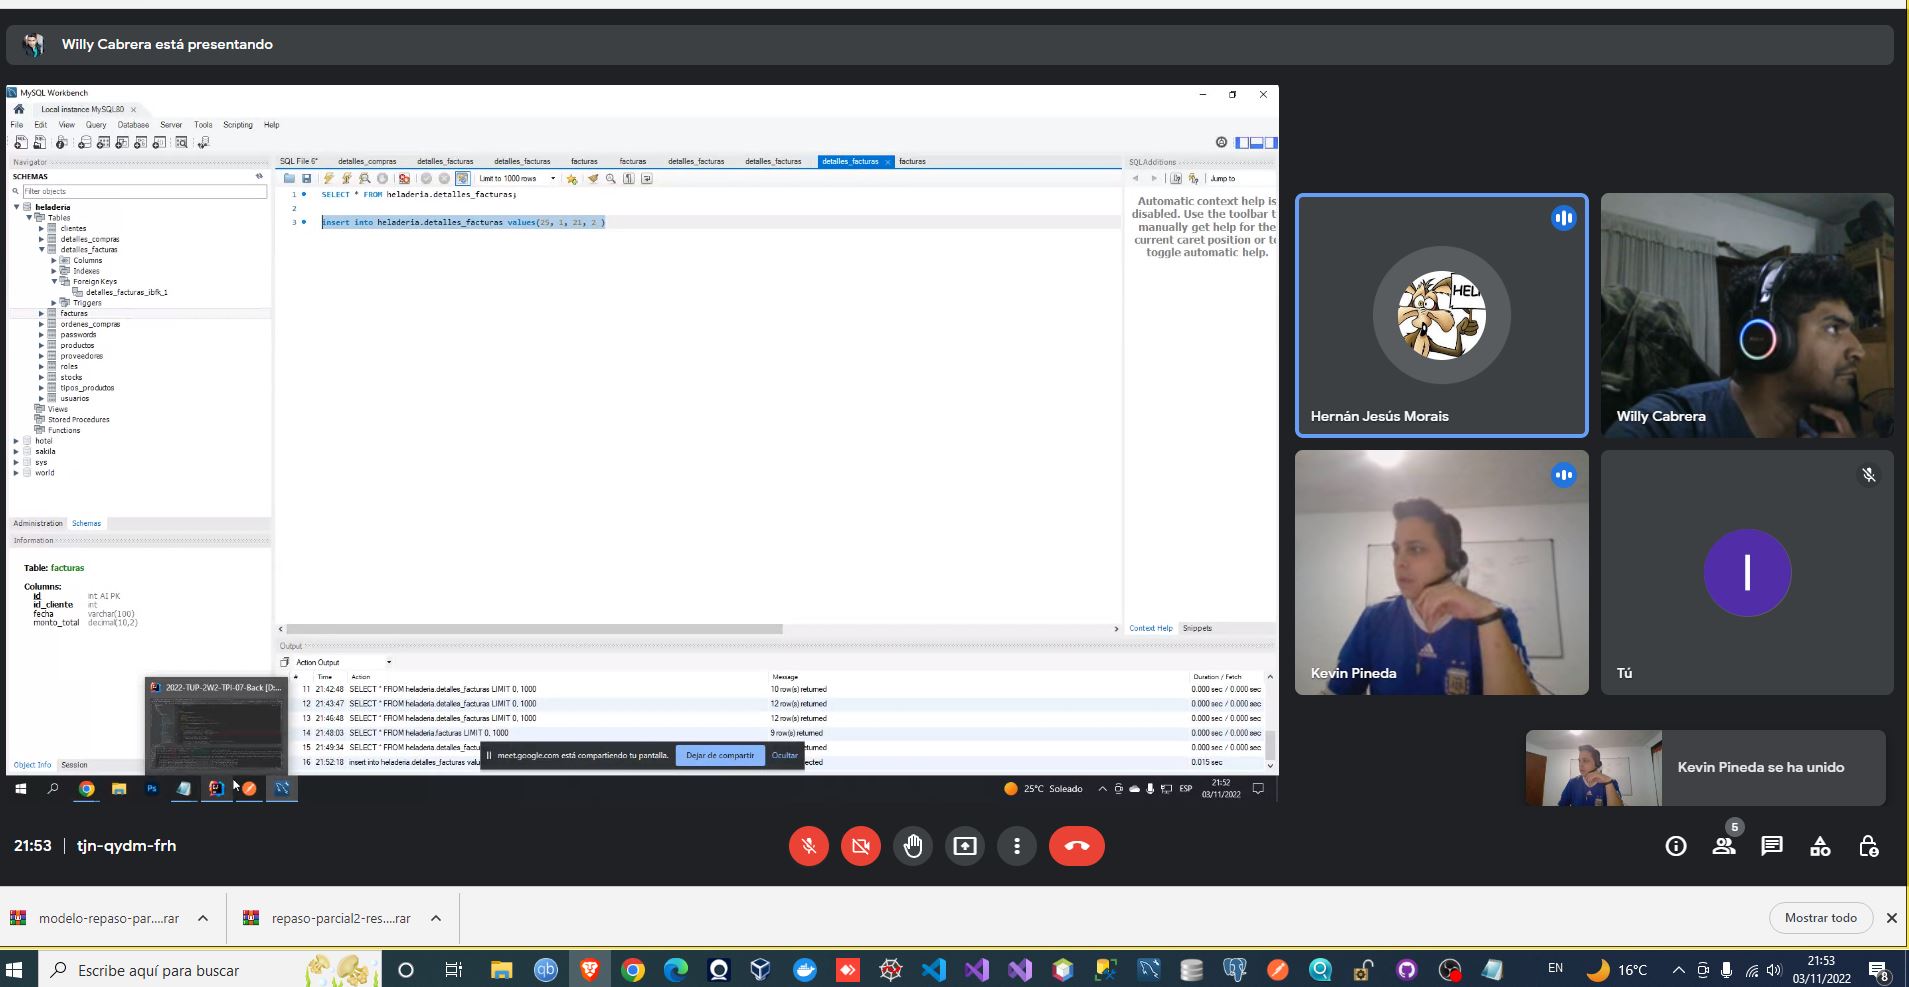 Willy Cabrera está presentando
MySQL Workbench
Local instance MySQL80
File Edit View Query Database Server Tools Scripting Help
Navigator
SCHEMAS
Filter objects
heladeria
Tables
clientes
detalles_compras
detalles_facturas
Columns
Indexes
Foreign Keys
detalles_facturas_ibfk_1
Triggers
facturas
ordenes_compras
passwords
productos
proveedores
roles
stocks
tipos_productos
usuarios
Views
Stored Procedures
Functions
hotel
sakila
sys
world
Administration Schemas
Information
Table: facturas
Columns:
id int AI PK
id_cliente int
fecha varchar(100)
monto_total decimal(10,2)
Object Info Session
2022-TUP-2W2-TPI-07-Back [D:...
SQL File 6* detalles_compras detalles_facturas detalles_facturas facturas facturas detalles_facturas detalles_facturas detalles_facturas facturas
Limit to 1000 rows
1 SELECT * FROM heladeria.detalles_facturas;
2
3 insert into heladeria.detalles_facturas values(25, 1, 21, 2 )
SQLAdditions
Jump to
Automatic context help is
disabled. Use the toolbar t
manually get help for the
current caret position or to
toggle automatic help.
Context Help Snippets
Output
Action Output
# Time Action Message Duration / Fetch
11 21:42:48 SELECT * FROM heladeria.detalles_facturas LIMIT 0, 1000 10 row(s) returned 0.000 sec / 0.000 sec
12 21:43:47 SELECT * FROM heladeria.detalles_facturas LIMIT 0, 1000 12 row(s) returned 0.000 sec / 0.000 sec
13 21:46:48 SELECT * FROM heladeria.detalles_facturas LIMIT 0, 1000 12 row(s) returned 0.000 sec / 0.000 sec
14 21:48:03 SELECT * FROM heladeria.facturas LIMIT 0, 1000 9 row(s) returned 0.000 sec / 0.000 sec
15 21:49:34 SELECT * FROM heladeria.detalles_factu returned 0.000 sec / 0.000 sec
16 21:52:18 insert into heladeria.detalles_facturas valu ected 0.015 sec
meet.google.com está compartiendo tu pantalla. Dejar de compartir Ocultar
Ps
25°C Soleado ESP 21:52
03/11/2022
HEL
Hernán Jesús Morais
Willy Cabrera
Kevin Pineda
I
Tú
Kevin Pineda se ha unido
21:53 | tjn-qydm-frh
5
modelo-repaso-par....rar
repaso-parcial2-res....rar
Mostrar todo
Escribe aquí para buscar
qb
EN 16°C 21:53
03/11/2022
8